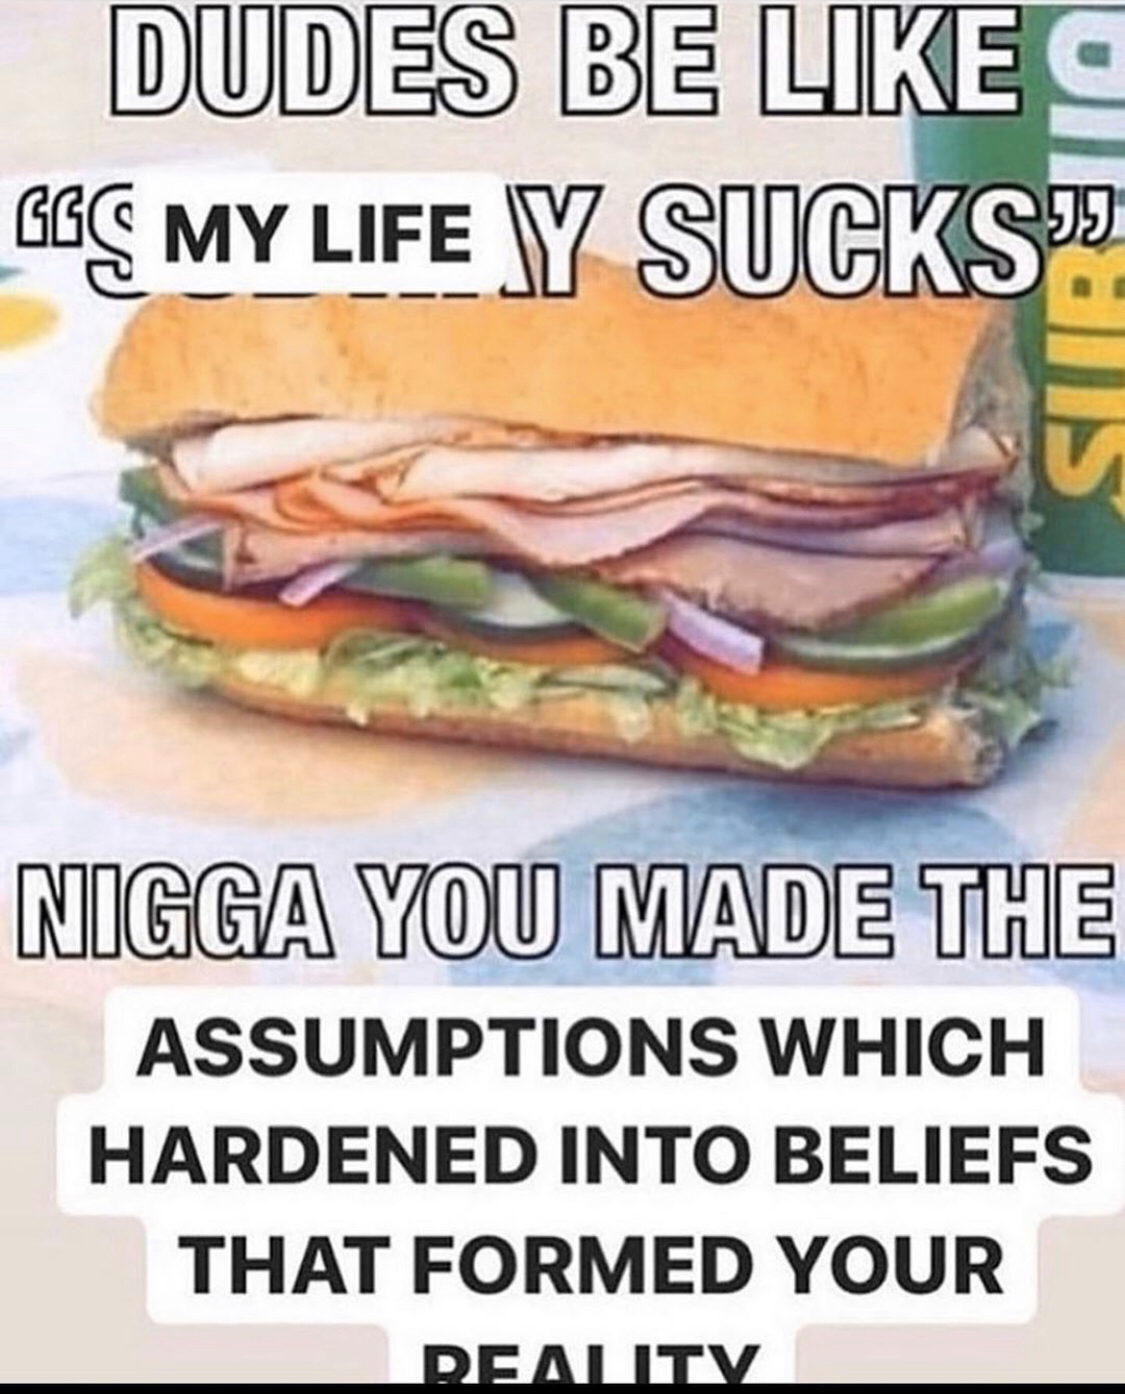 DUDES BE LIKE
“S MY LIFE Y SUCKS”
SUB
NIGGA YOU MADE THE
ASSUMPTIONS WHICH
HARDENED INTO BELIEFS
THAT FORMED YOUR
REALITY